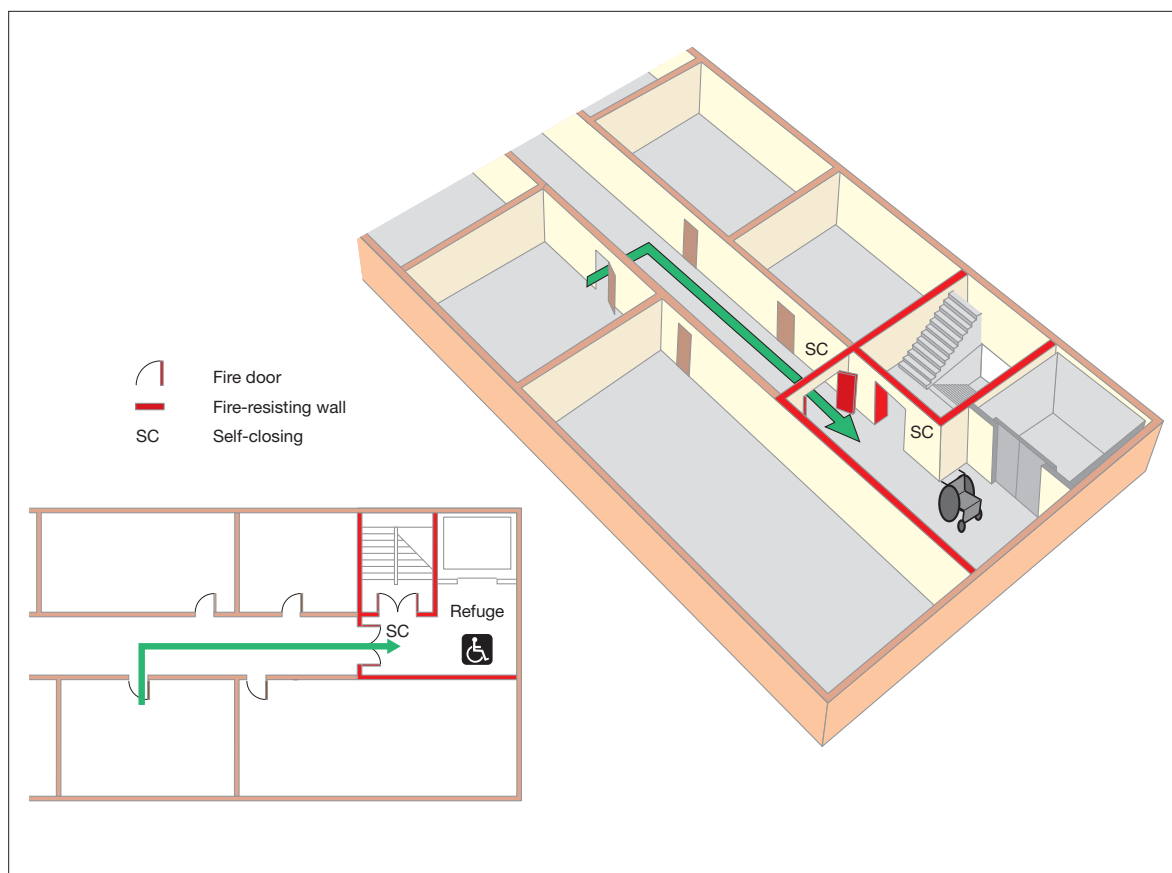 SC
SC
Fire door
Fire-resisting wall
SC Self-closing
Refuge
SC